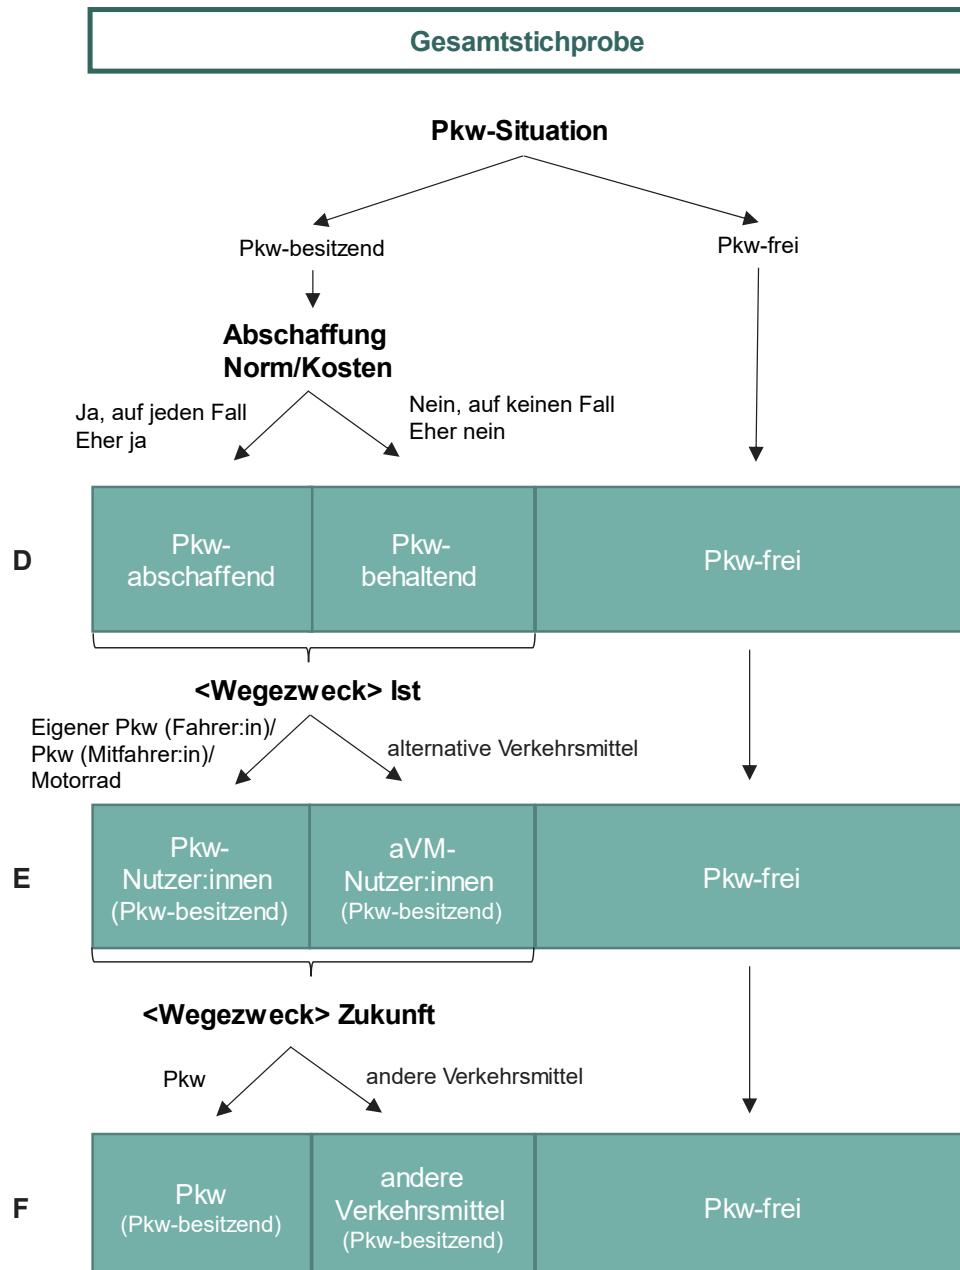 Gesamtstichprobe
Pkw-Situation
Pkw-besitzend
Pkw-frei
Abschaffung
Norm/Kosten
Ja, auf jeden Fall
Eher ja
Nein, auf keinen Fall
Eher nein
D
Pkw-
abschaffend
Pkw-
behaltend
Pkw-frei
<Wegezweck> Ist
Eigener Pkw (Fahrer:in)/
Pkw (Mitfahrer:in)/
Motorrad
alternative Verkehrsmittel
E
Pkw-
Nutzer:innen
(Pkw-besitzend)
aVM-
Nutzer:innen
(Pkw-besitzend)
Pkw-frei
<Wegezweck> Zukunft
Pkw
andere Verkehrsmittel
F
Pkw
(Pkw-besitzend)
andere
Verkehrsmittel
(Pkw-besitzend)
Pkw-frei